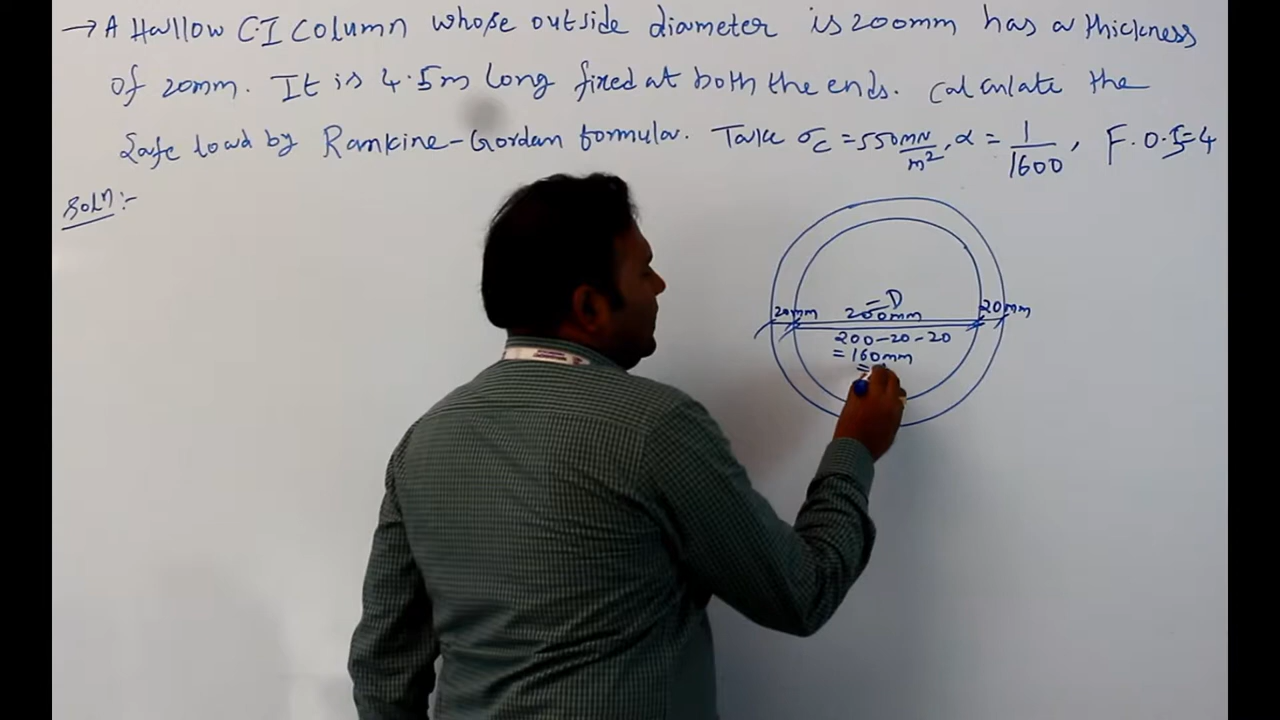 → A Hallow C.I Column whose outside diameter is 200mm has a thickness
of 20mm. It is 4.5m long fixed at both the ends. Calculate the
Safe load by Rankine-Gordan formula. Take σc = 550 MN/m², α = 1/1600, F.O.S=4
Soln:-
= D
20mm 200mm 20mm
200-20-20
= 160mm
=